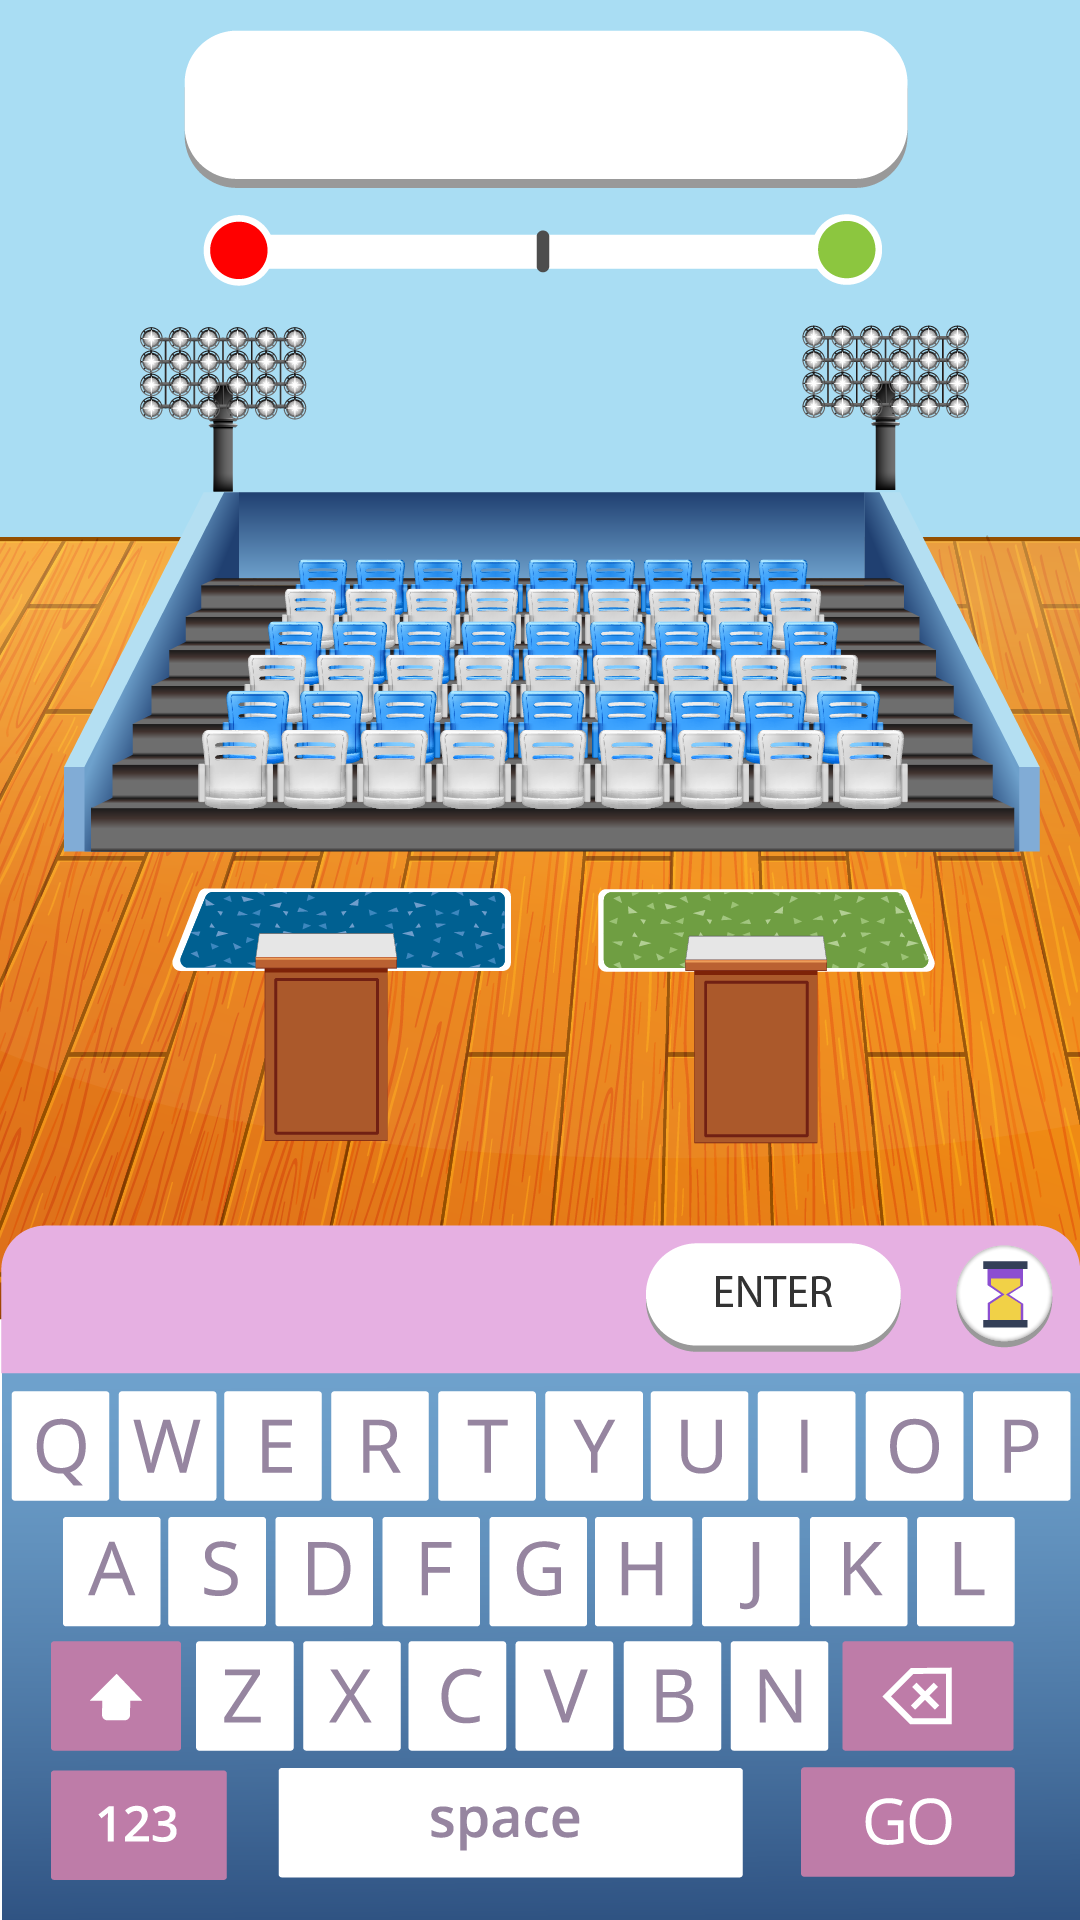 ENTER
Q W E R T Y U I O P
A S D F G H J K L
Z X C V B N
123 space GO